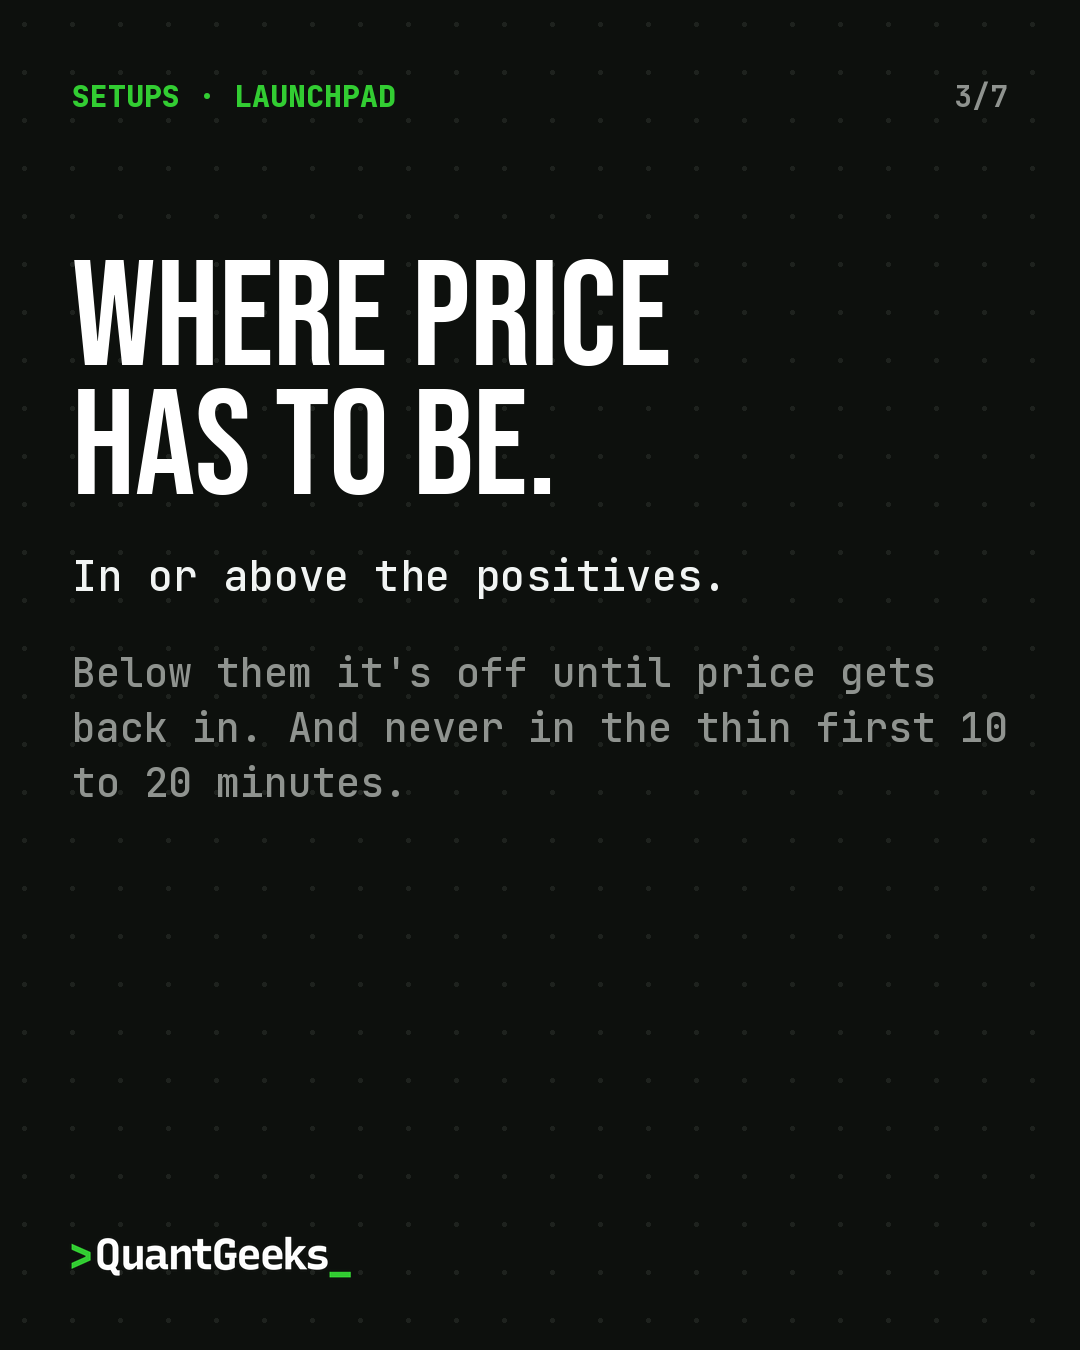 SETUPS · LAUNCHPAD
3/7
WHERE PRICE
HAS TO BE.
In or above the positives.
Below them it's off until price gets
back in. And never in the thin first 10
to 20 minutes.
>QuantGeeks_